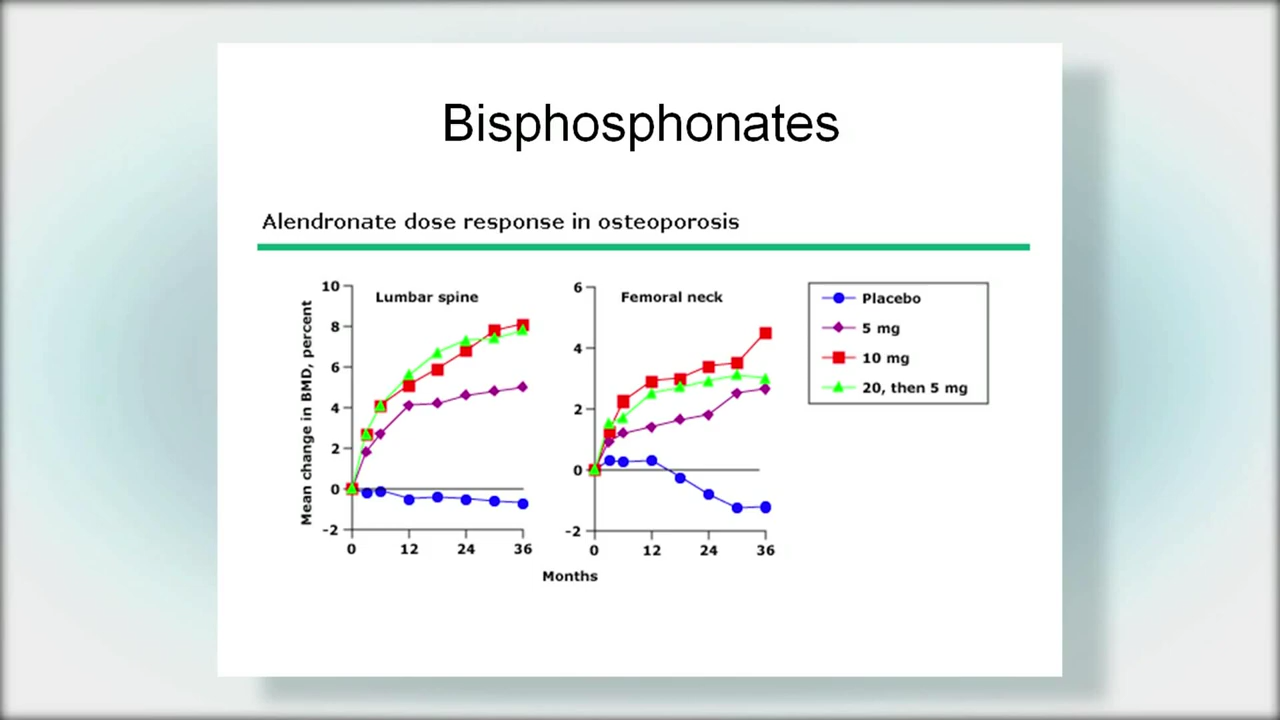 Bisphosphonates
Alendronate dose response in osteoporosis
Mean change in BMD, percent
Lumbar spine
10
8
6
4
2
0
-2
0 12 24 36
Femoral neck
6
4
2
0
-2
0 12 24 36
Months
Placebo
5 mg
10 mg
20, then 5 mg